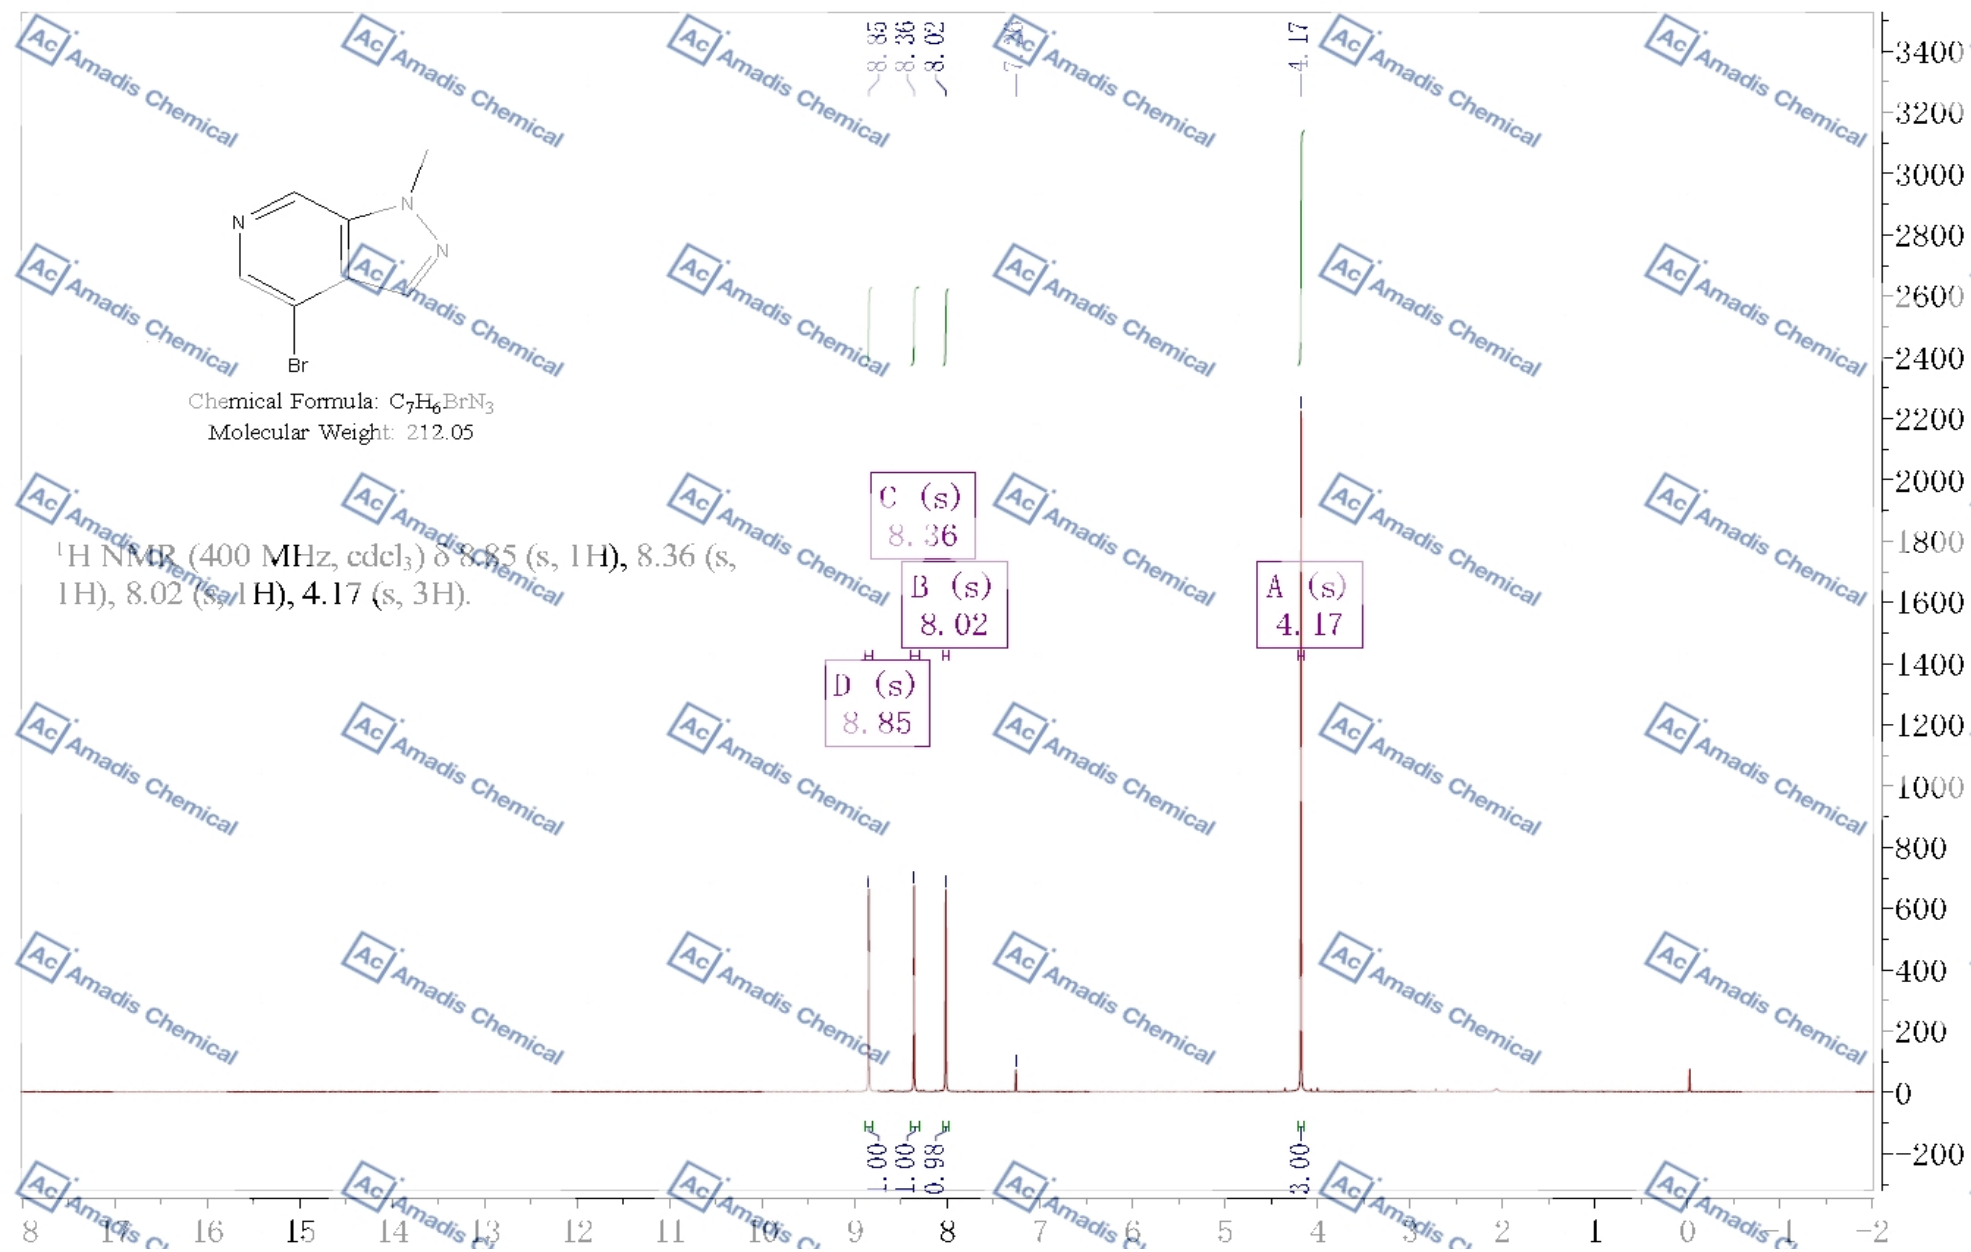 8.85
8.36
8.02
4.17
N
N
N
Br
Chemical Formula: C7H6BrN3
Molecular Weight: 212.05
1H NMR (400 MHz, cdcl3) δ 8.85 (s, 1H), 8.36 (s,
1H), 8.02 (s, 1H), 4.17 (s, 3H).
C (s)
8.36
B (s)
8.02
A (s)
4.17
D (s)
8.85
3400
3200
3000
2800
2600
2400
2200
2000
1800
1600
1400
1200
1000
800
600
400
200
0
-200
1.00
1.00
0.98
3.00
8 17 16 15 14 13 12 11 10 9 8 7 6 5 4 3 2 1 0 -1 -2
Ac Amadis Chemical